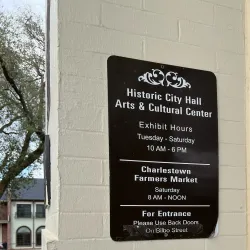 Historic City Hall
Arts & Cultural Center
Exhibit Hours
Tuesday - Saturday
10 AM - 6 PM
Charlestown
Farmers Market
Saturday
8 AM - NOON
For Entrance
Please Use Back Doors
On Bilbo Street